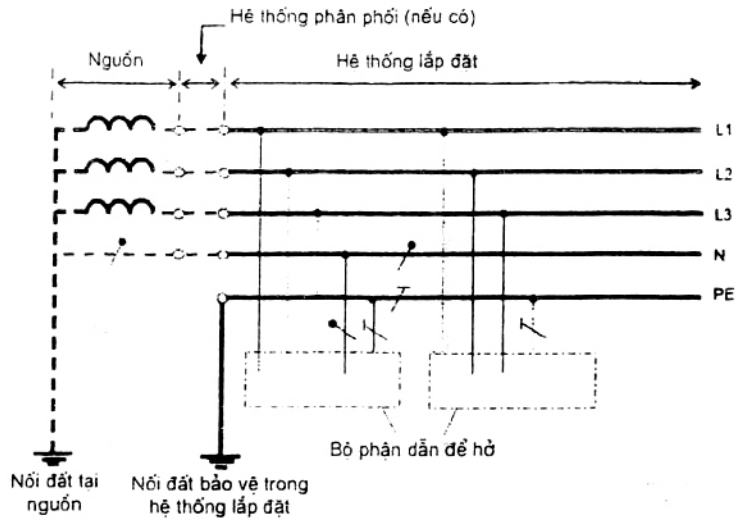 Hệ thống phân phối (nếu có)
Nguồn
Hệ thống lắp đặt
L1
L2
L3
N
PE
Bộ phận dẫn để hở
Nối đất tại
nguồn
Nối đất bảo vệ trong
hệ thống lắp đặt